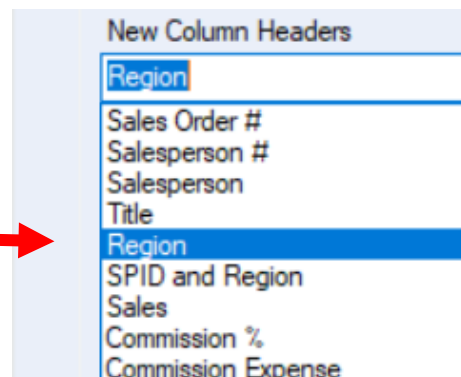 New Column Headers
Region
Sales Order #
Salesperson #
Salesperson
Title
Region
SPID and Region
Sales
Commission %
Commission Expense